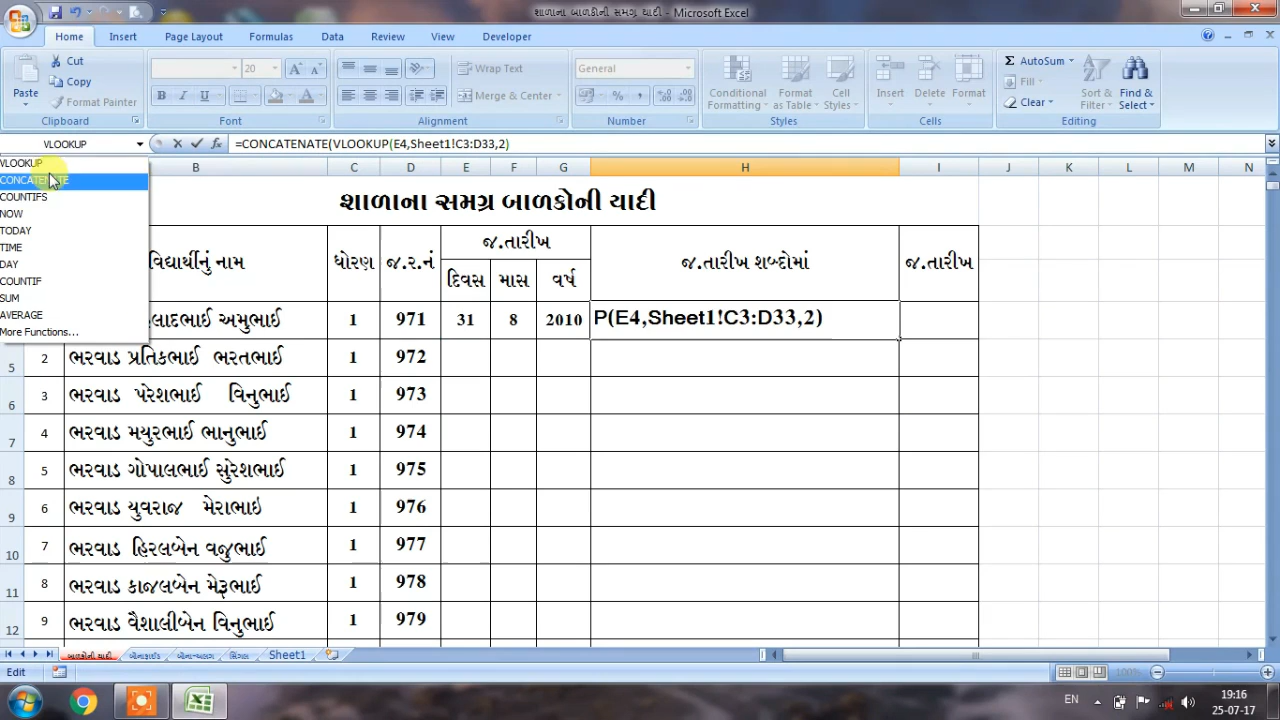 શાળાના બાળકોની સમગ્ર યાદી - Microsoft Excel
Home Insert Page Layout Formulas Data Review View Developer
Paste Cut Copy Format Painter
20
Wrap Text Merge & Center
General
Conditional Formatting Format as Table Cell Styles
Insert Delete Format
AutoSum Fill Clear Sort & Filter Find & Select
Clipboard Font Alignment Number Styles Cells Editing
VLOOKUP =CONCATENATE(VLOOKUP(E4,Sheet1!C3:D33,2)
VLOOKUP
CONCATENATE
COUNTIFS
NOW
TODAY
TIME
DAY
COUNTIF
SUM
AVERAGE
More Functions...
B C D E F G H I J K L M N
શાળાના સમગ્ર બાળકોની યાદી
વિદ્યાર્થીનું નામ ધોરણ જ.ર.નં જ.તારીખ જ.તારીખ શબ્દોમાં જ.તારીખ
દિવસ માસ વર્ષ
લાદભાઈ અમુભાઈ 1 971 31 8 2010 P(E4,Sheet1!C3:D33,2)
5 2 ભરવાડ પ્રતિકભાઈ ભરતભાઈ 1 972
6 3 ભરવાડ પરેશભાઈ વિનુભાઈ 1 973
7 4 ભરવાડ મયુરભાઈ ભાનુભાઈ 1 974
8 5 ભરવાડ ગોપાલભાઈ સુરેશભાઈ 1 975
9 6 ભરવાડ યુવરાજ મેરાભાઇ 1 976
10 7 ભરવાડ હિરલબેન વજુભાઈ 1 977
11 8 ભરવાડ કાજલબેન મેરૂભાઈ 1 978
12 9 ભરવાડ વૈશાલીબેન વિનુભાઈ 1 979
બાળકોની યાદી Sheet1
Edit 100%
EN 19:16
25-07-17